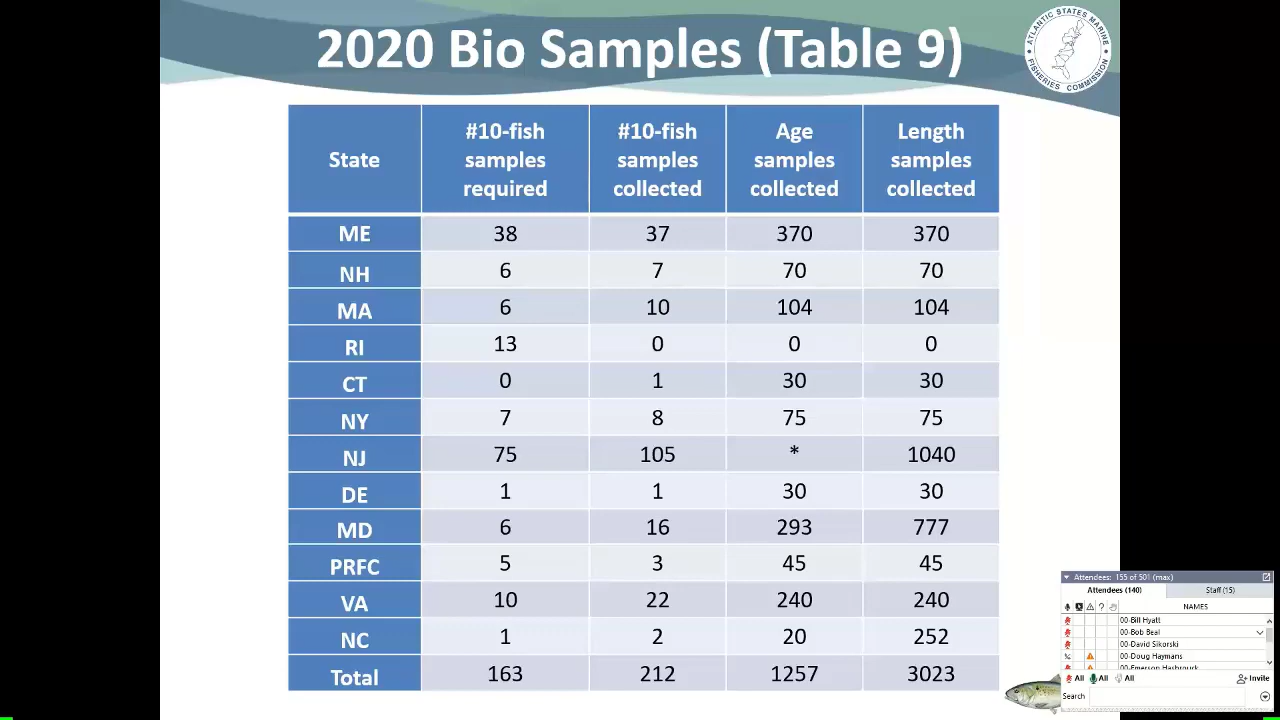 2020 Bio Samples (Table 9)
ATLANTIC STATES MARINE
FISHERIES COMMISSION
State #10-fish samples required #10-fish samples collected Age samples collected Length samples collected
ME 38 37 370 370
NH 6 7 70 70
MA 6 10 104 104
RI 13 0 0 0
CT 0 1 30 30
NY 7 8 75 75
NJ 75 105 * 1040
DE 1 1 30 30
MD 6 16 293 777
PRFC 5 3 45 45
VA 10 22 240 240
NC 1 2 20 252
Total 163 212 1257 3023
Attendees: 155 of 501 (max)
Attendees (140) Staff (15)
? NAMES
00-Bill Hyatt
00-Bob Beal
00-David Sikorski
00-Doug Haymans
00-Emerson Hasbrouck
All All All Invite
Search